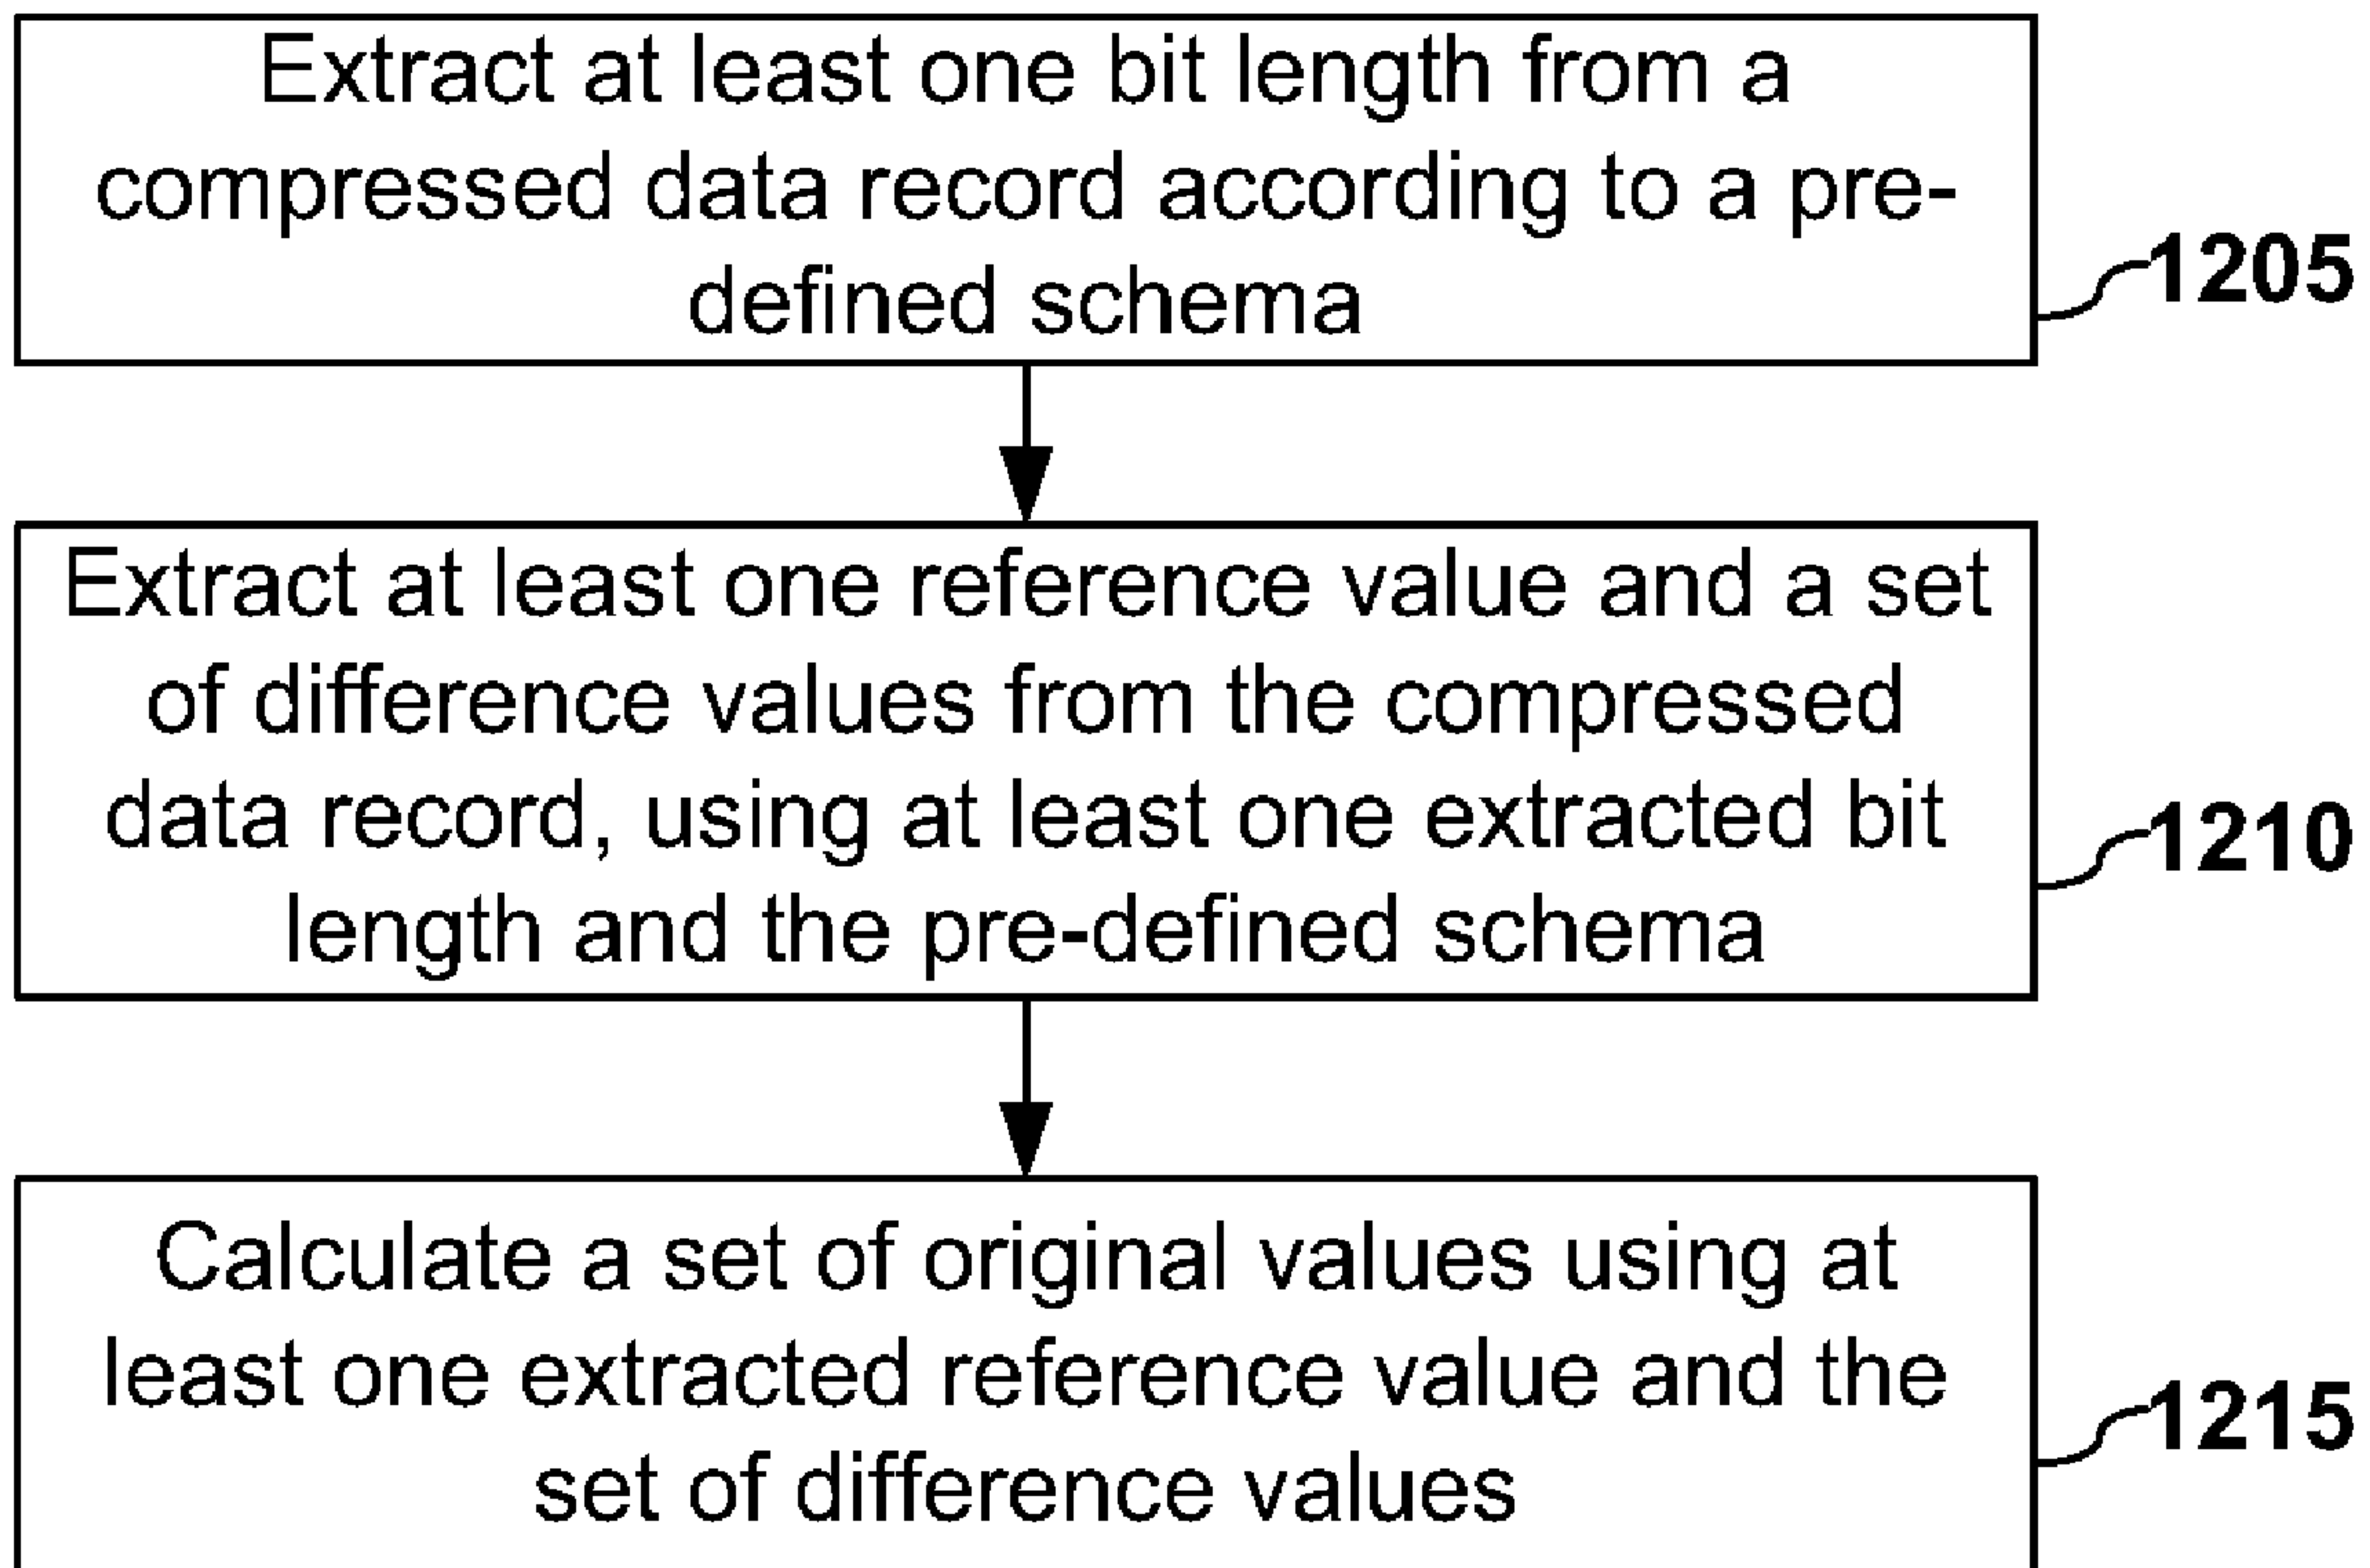 Extract at least one bit length from a
compressed data record according to a pre-
defined schema
1205
Extract at least one reference value and a set
of difference values from the compressed
data record, using at least one extracted bit
length and the pre-defined schema
1210
Calculate a set of original values using at
least one extracted reference value and the
set of difference values
1215